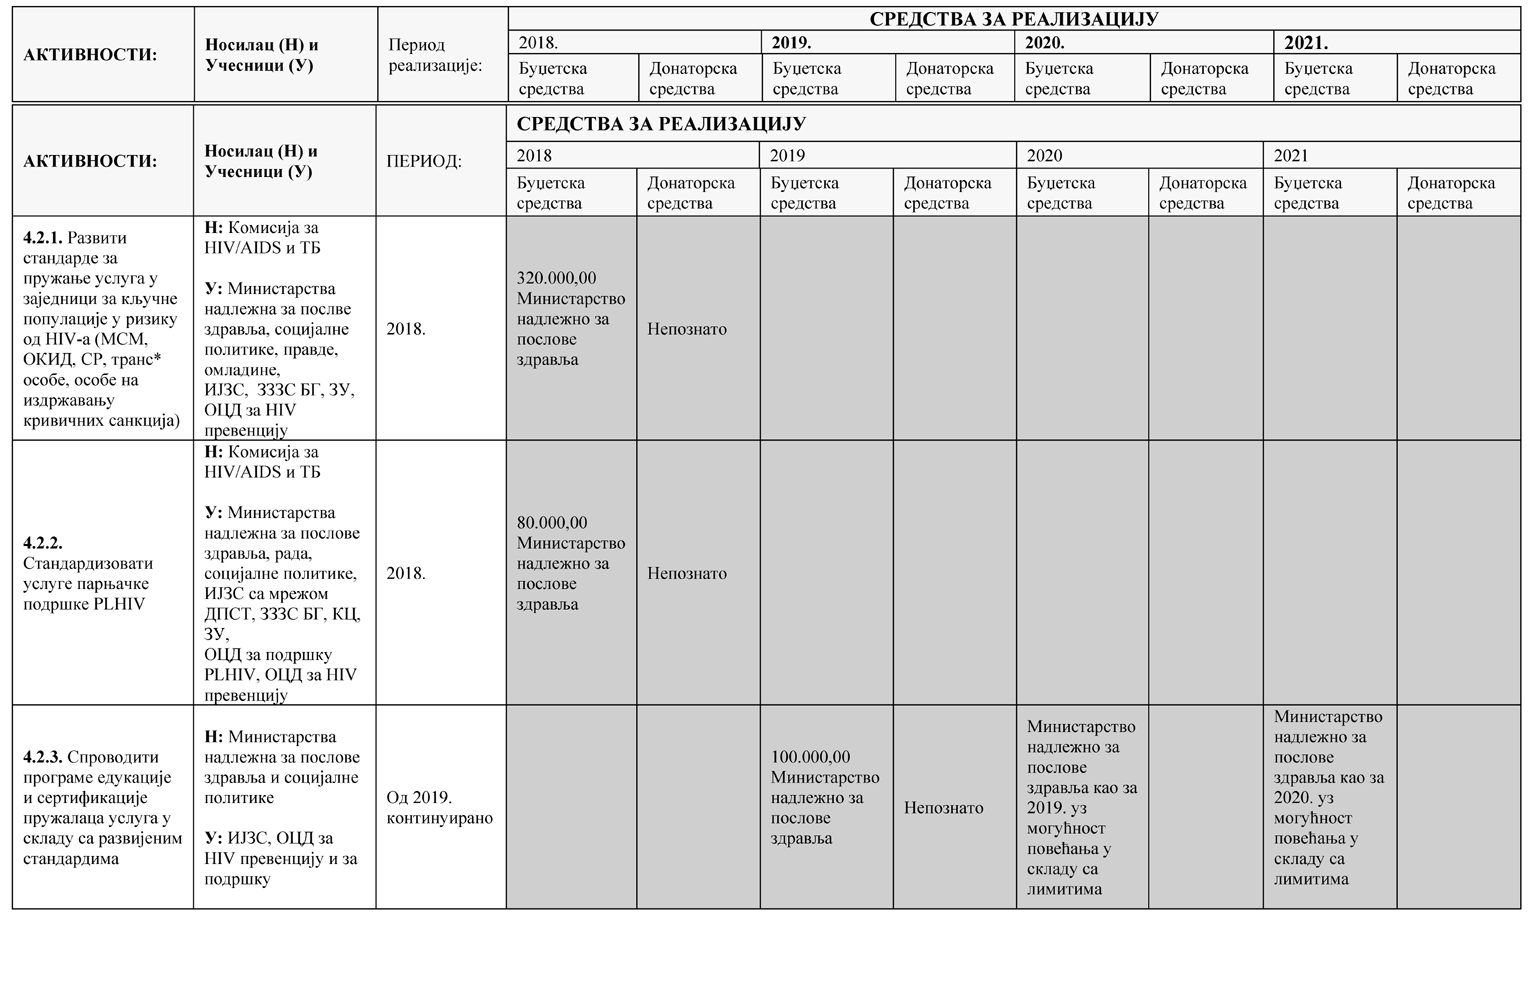 АКТИВНОСТИ:
Носилац (Н) и
Учесници (У)
Период
реализације:
СРЕДСТВА ЗА РЕАЛИЗАЦИЈУ
2018.
2019.
2020.
2021.
Буџетска
средства
Донаторска
средства
Буџетска
средства
Донаторска
средства
Буџетска
средства
Донаторска
средства
Буџетска
средства
Донаторска
средства
АКТИВНОСТИ:
Носилац (Н) и
Учесници (У)
ПЕРИОД:
СРЕДСТВА ЗА РЕАЛИЗАЦИЈУ
2018
2019
2020
2021
Буџетска
средства
Донаторска
средства
Буџетска
средства
Донаторска
средства
Буџетска
средства
Донаторска
средства
Буџетска
средства
Донаторска
средства
4.2.1. Развити
стандарде за
пружање услуга у
заједници за кључне
популације у ризику
од HIV-а (МСМ,
ОКИД, СР, транс*
особе, особе на
издржавању
кривичних санкција)
Н: Комисија за
HIV/AIDS и ТБ
У: Министарства
надлежна за послве
здравља, социјалне
политике, правде,
омладине,
ИЈЗС, ЗЗЗС БГ, ЗУ,
ОЦД за HIV
превенцију
2018.
320.000,00
Министарство
надлежно за
послове
здравља
Непознато
4.2.2.
Стандардизовати
услуге парњачке
подршке PLHIV
Н: Комисија за
HIV/AIDS и ТБ
У: Министарства
надлежна за послове
здравља, рада,
социјалне политике,
ИЈЗС са мрежом
ДПСТ, ЗЗЗС БГ, КЦ,
ЗУ,
ОЦД за подршку
PLHIV, ОЦД за HIV
превенцију
2018.
80.000,00
Министарство
надлежно за
послове
здравља
Непознато
4.2.3. Спроводити
програме едукације
и сертификације
пружалаца услуга у
складу са развијеним
стандардима
Н: Министарства
надлежна за послове
здравља и социјалне
политике
У: ИЈЗС, ОЦД за
HIV превенцију и за
подршку
Од 2019.
континуирано
100.000,00
Министарство
надлежно за
послове
здравља
Непознато
Министарство
надлежно за
послове
здравља као за
2019. уз
могућност
повећања у
складу са
лимитима
Министарство
надлежно за
послове
здравља као за
2020. уз
могућност
повећања у
складу са
лимитима